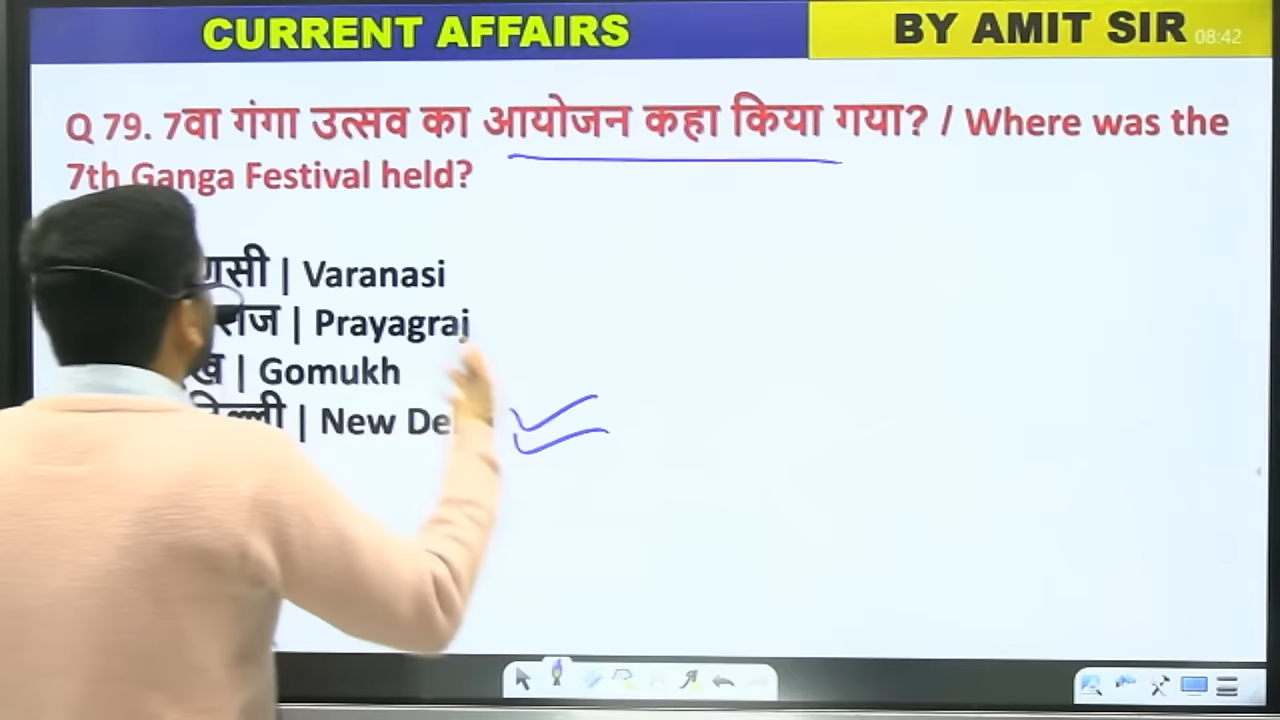 CURRENT AFFAIRS
BY AMIT SIR
08:42
Q 79. 7वा गंगा उत्सव का आयोजन कहा किया गया? / Where was the
7th Ganga Festival held?
| Varanasi
| Prayagraj
| Gomukh
| New